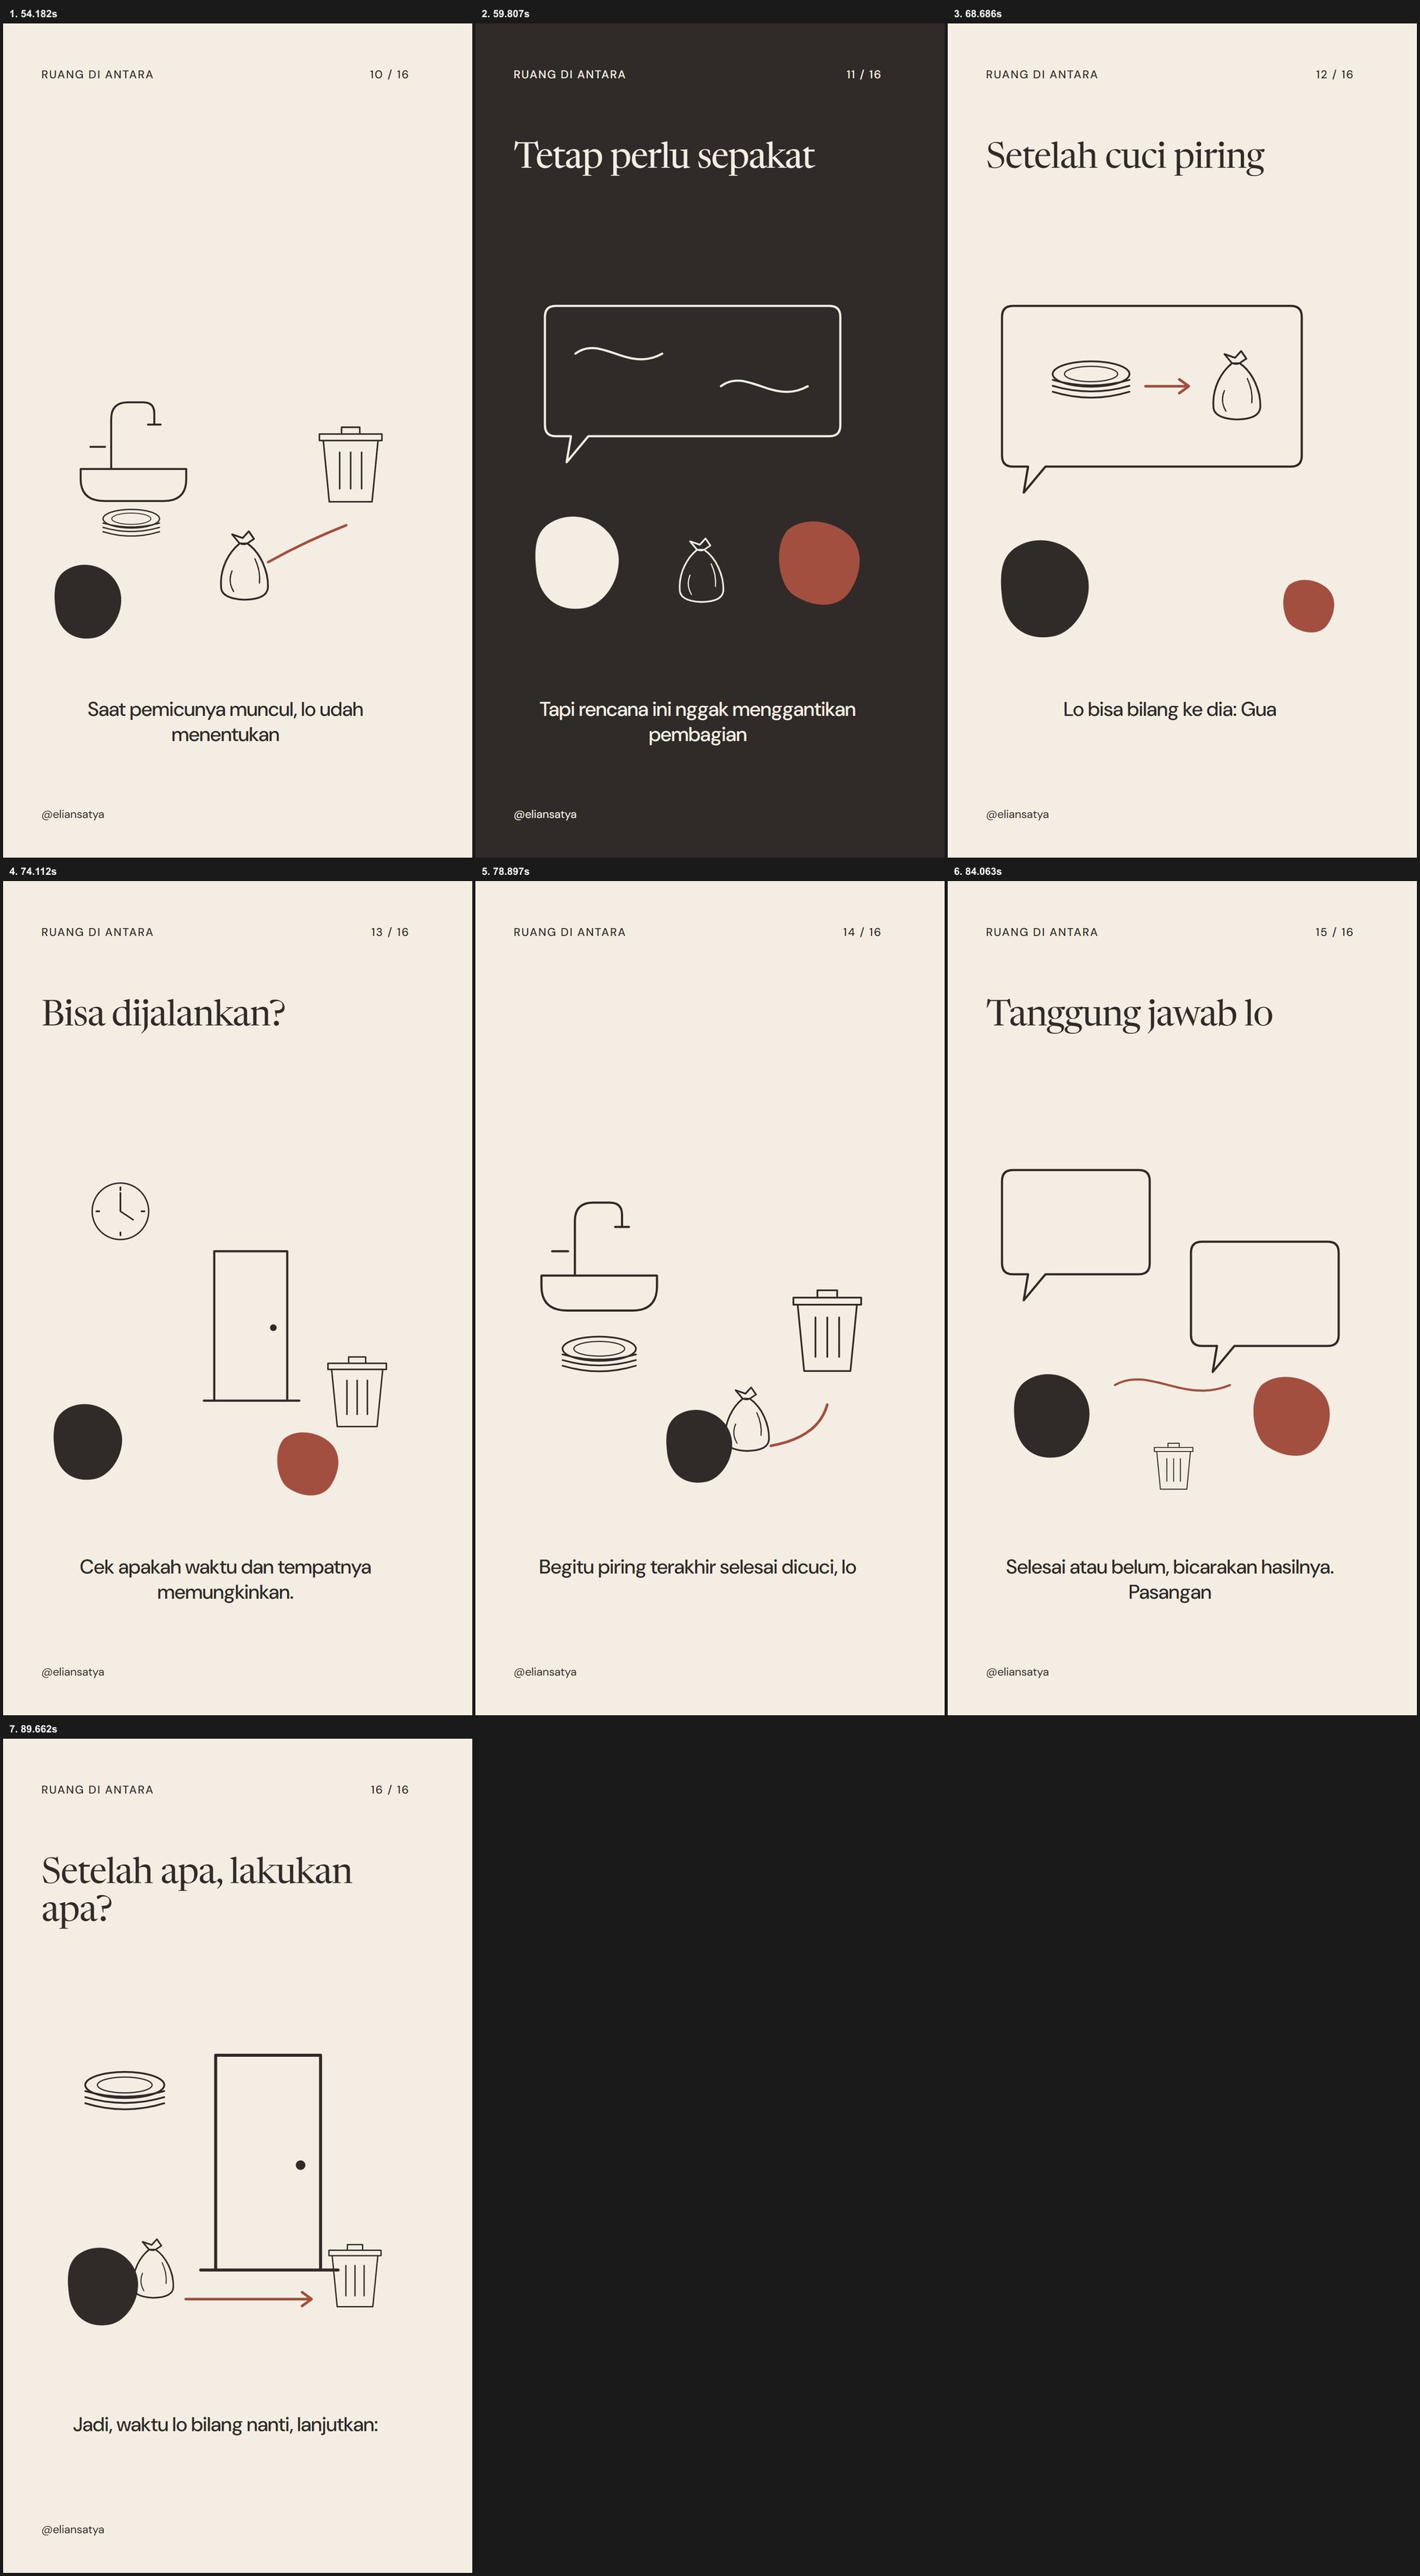 1. 54.182s
RUANG DI ANTARA
10 / 16
Saat pemicunya muncul, lo udah
menentukan
@eliansatya
2. 59.807s
RUANG DI ANTARA
11 / 16
Tetap perlu sepakat
Tapi rencana ini nggak menggantikan
pembagian
@eliansatya
3. 68.686s
RUANG DI ANTARA
12 / 16
Setelah cuci piring
Lo bisa bilang ke dia: Gua
@eliansatya
4. 74.112s
RUANG DI ANTARA
13 / 16
Bisa dijalankan?
Cek apakah waktu dan tempatnya
memungkinkan.
@eliansatya
5. 78.897s
RUANG DI ANTARA
14 / 16
Begitu piring terakhir selesai dicuci, lo
@eliansatya
6. 84.063s
RUANG DI ANTARA
15 / 16
Tanggung jawab lo
Selesai atau belum, bicarakan hasilnya.
Pasangan
@eliansatya
7. 89.662s
RUANG DI ANTARA
16 / 16
Setelah apa, lakukan
apa?
Jadi, waktu lo bilang nanti, lanjutkan:
@eliansatya